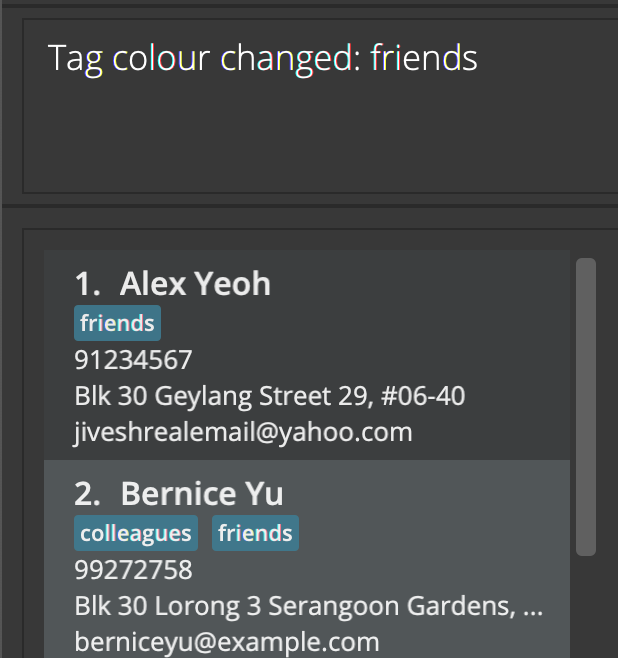 Tag colour changed: friends
1. Alex Yeoh
friends
91234567
Blk 30 Geylang Street 29, #06-40
jiveshrealemail@yahoo.com
2. Bernice Yu
colleagues friends
99272758
Blk 30 Lorong 3 Serangoon Gardens, ...
berniceyu@example.com